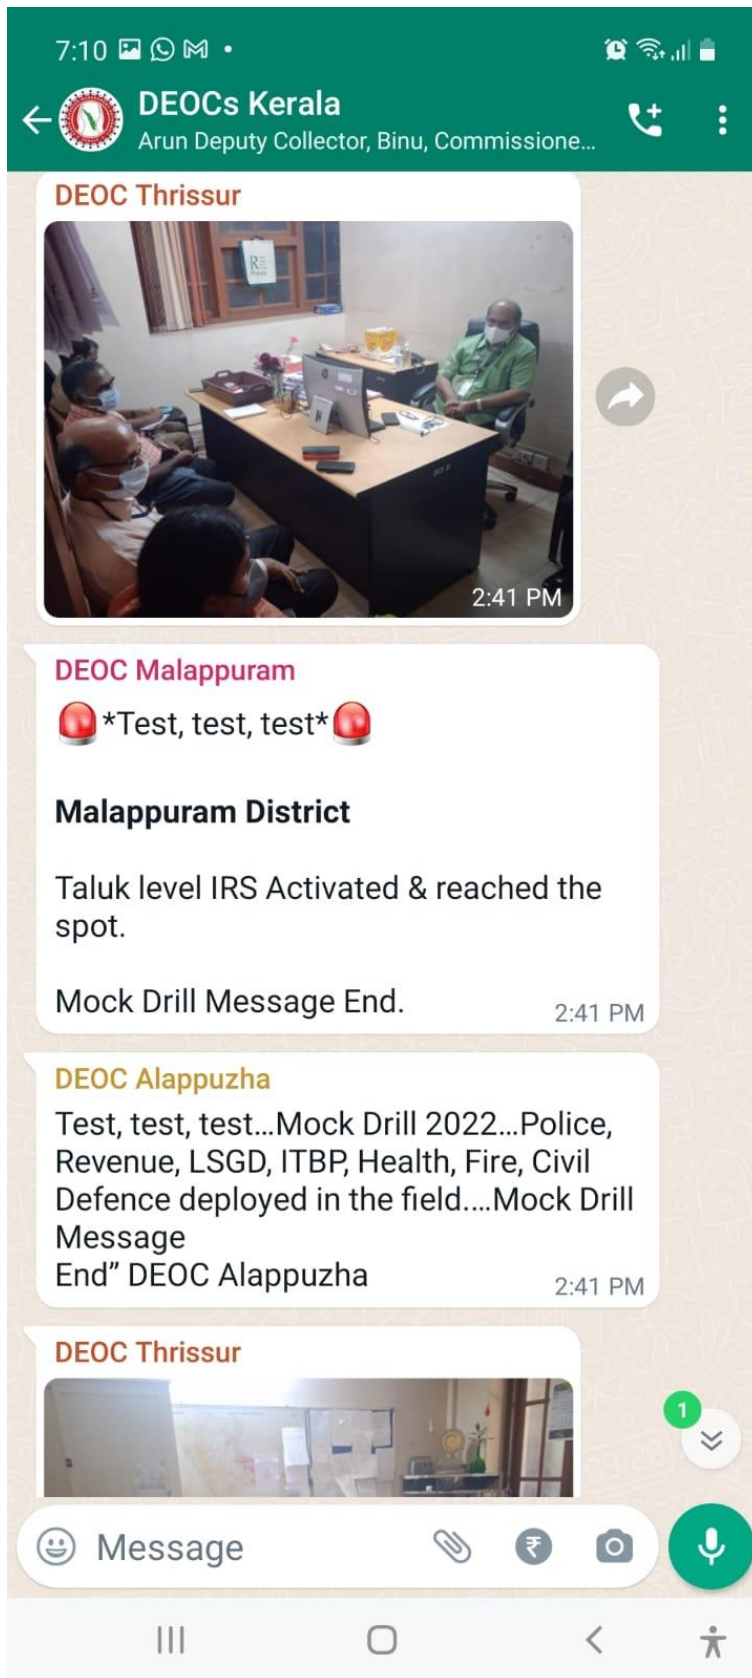 7:10
DEOCs Kerala
Arun Deputy Collector, Binu, Commissione...
DEOC Thrissur
R
2:41 PM
DEOC Malappuram
🚨*Test, test, test*🚨
Malappuram District
Taluk level IRS Activated & reached the
spot.
Mock Drill Message End.
2:41 PM
DEOC Alappuzha
Test, test, test...Mock Drill 2022...Police,
Revenue, LSGD, ITBP, Health, Fire, Civil
Defence deployed in the field....Mock Drill
Message
End” DEOC Alappuzha
2:41 PM
DEOC Thrissur
1
Message